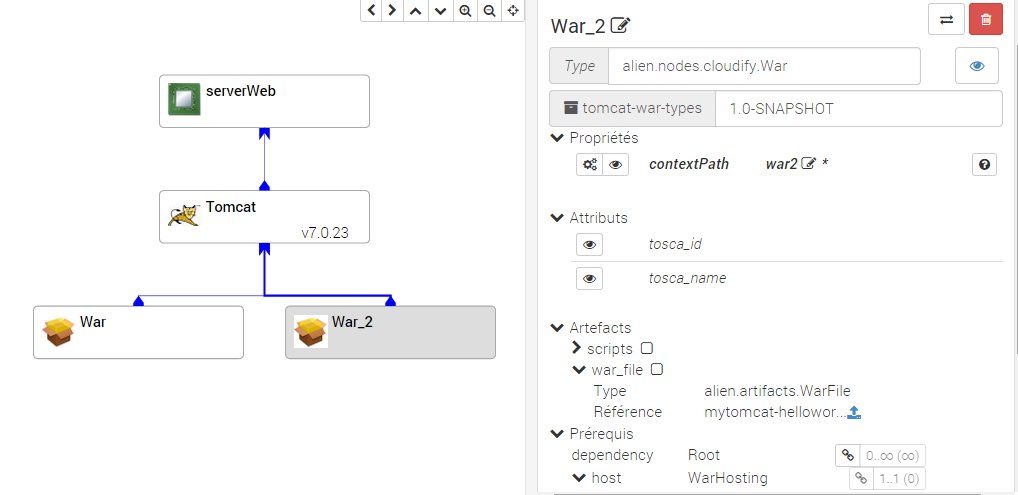 serverWeb
Tomcat
v7.0.23
War
War_2
War_2
Type alien.nodes.cloudify.War
tomcat-war-types 1.0-SNAPSHOT
Propriétés
contextPath war2 *
Attributs
tosca_id
tosca_name
Artefacts
scripts
war_file
Type alien.artifacts.WarFile
Référence mytomcat-hellowor...
Prérequis
dependency Root 0..∞ (∞)
host WarHosting 1..1 (0)